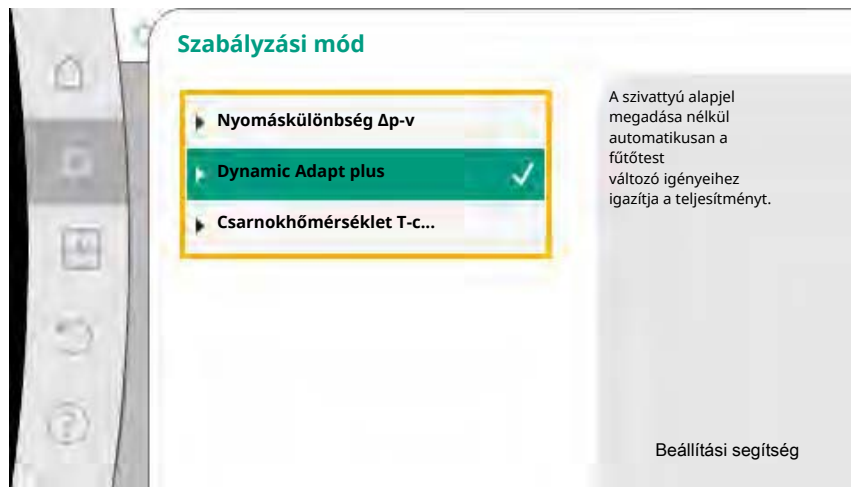 Szabályzási mód
Nyomáskülönbség Δp-v
Dynamic Adapt plus
Csarnokhőmérséklet T-c...
A szivattyú alapjel
megadása nélkül
automatikusan a
fűtőtest
változó igényeihez
igazítja a teljesítményt.
Beállítási segítség